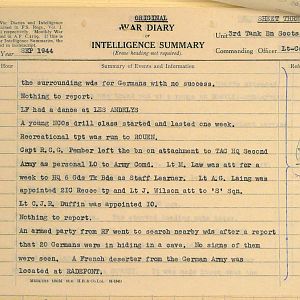 ORIGINAL
WAR DIARY
or
INTELLIGENCE SUMMARY
SHEET THREE
War Diaries and Intelligence
SEP 1944
Unit 3rd Tank Bn Scots
Commanding Officer Lt-Co
Summary of Events and Information
the surrounding wds for Germans with no success.
Nothing to report.
LF had a dance at LES ANDELYS
A young NCOs drill class started and lasted one week.
Recreational tpt was run to ROUEN.
Capt R.C.G. Pember left the bn on attachment to TAC HQ Second
Army as personal LO to Army Comd. Lt M. Law was att for a
week to HQ 6 Gds Tk Bde as Staff Learner. Lt A.G. Laing was
appointed 2IC Recce tp and Lt J. Wilson att to 'S' Sqn.
Lt C.J.R. Duffin was appointed IO.
Nothing to report.
An armed party from RF went to search nearby wds after a report
that 20 Germans were in hiding in a cave. No signs of them
were seen. A French deserter from the German Army was
located at RADEPONT.